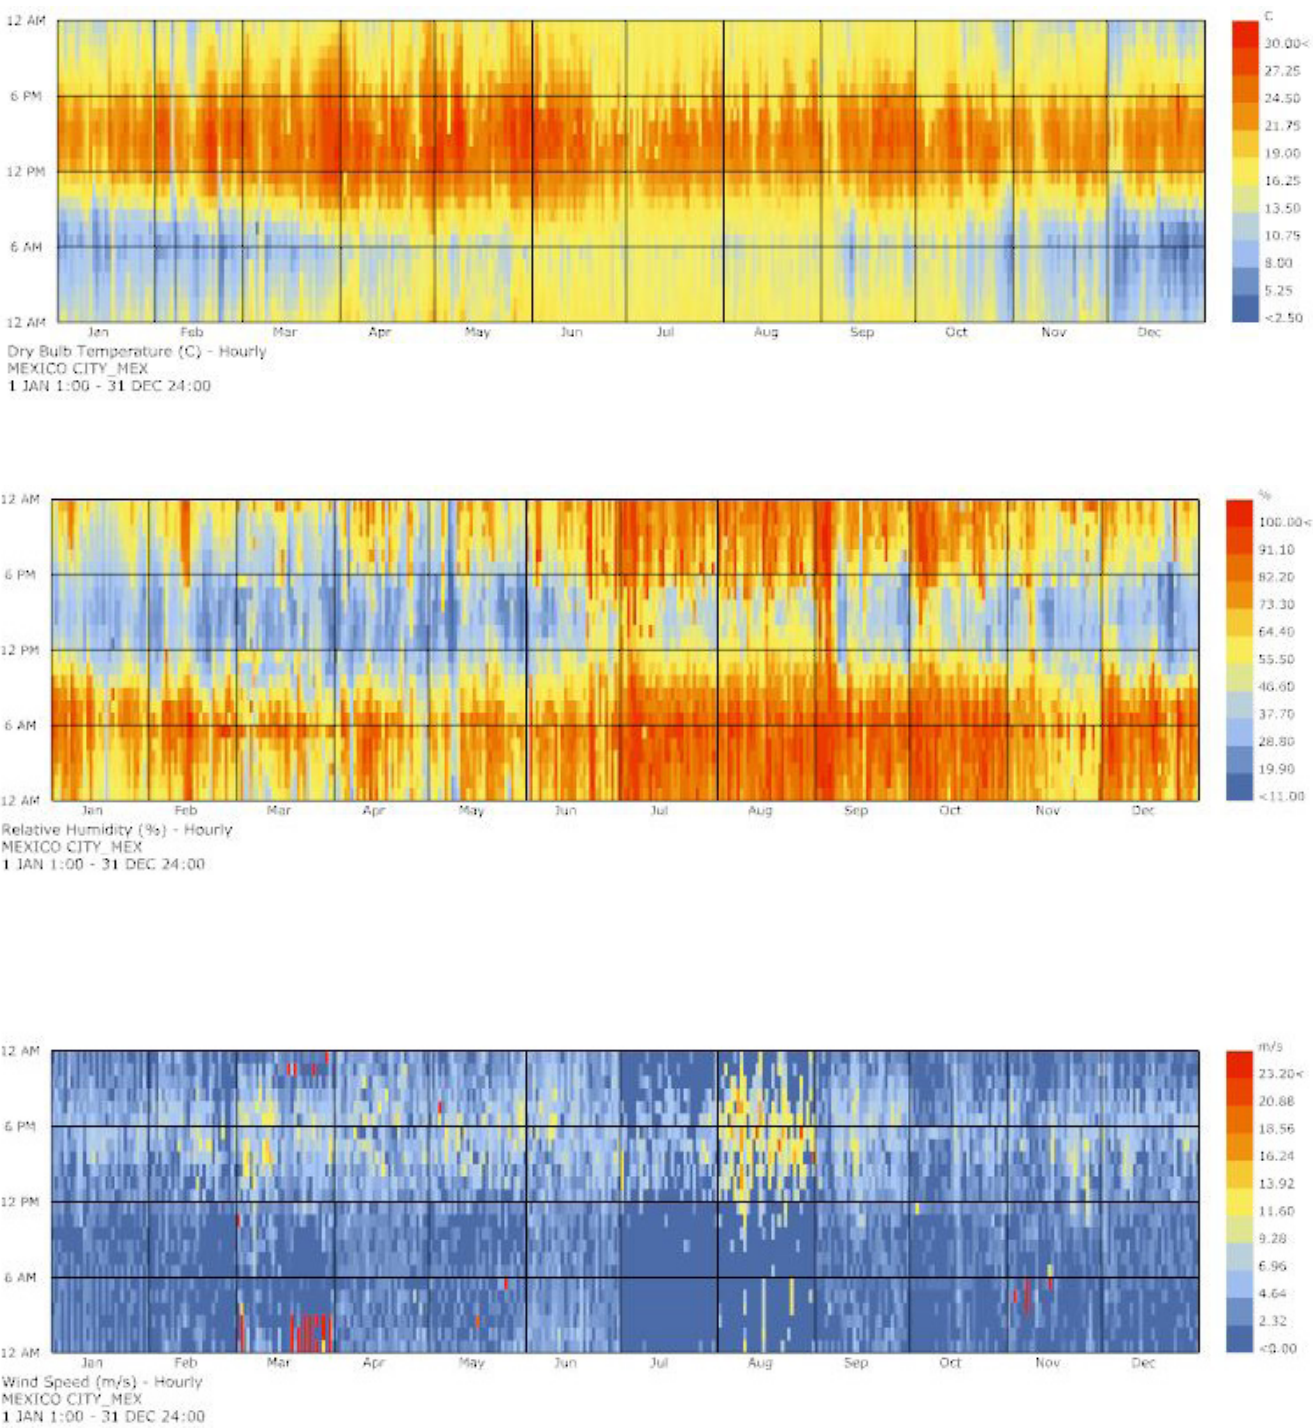 12 AM
6 PM
12 PM
6 AM
12 AM
Jan Feb Mar Apr May Jun Jul Aug Sep Oct Nov Dec
C
30.00<
27.25
24.50
21.75
19.00
16.25
13.50
10.75
8.00
5.25
<2.50
Dry Bulb Temperature (C) - Hourly
MEXICO CITY_MEX
1 JAN 1:00 - 31 DEC 24:00
12 AM
6 PM
12 PM
6 AM
12 AM
Jan Feb Mar Apr May Jun Jul Aug Sep Oct Nov Dec
%
100.00<
91.10
82.20
73.30
64.40
55.50
46.60
37.70
28.80
19.90
<11.00
Relative Humidity (%) - Hourly
MEXICO CITY_MEX
1 JAN 1:00 - 31 DEC 24:00
12 AM
6 PM
12 PM
6 AM
12 AM
Jan Feb Mar Apr May Jun Jul Aug Sep Oct Nov Dec
m/s
23.20<
20.88
18.56
16.24
13.92
11.60
9.28
6.96
4.64
2.32
<0.00
Wind Speed (m/s) - Hourly
MEXICO CITY_MEX
1 JAN 1:00 - 31 DEC 24:00